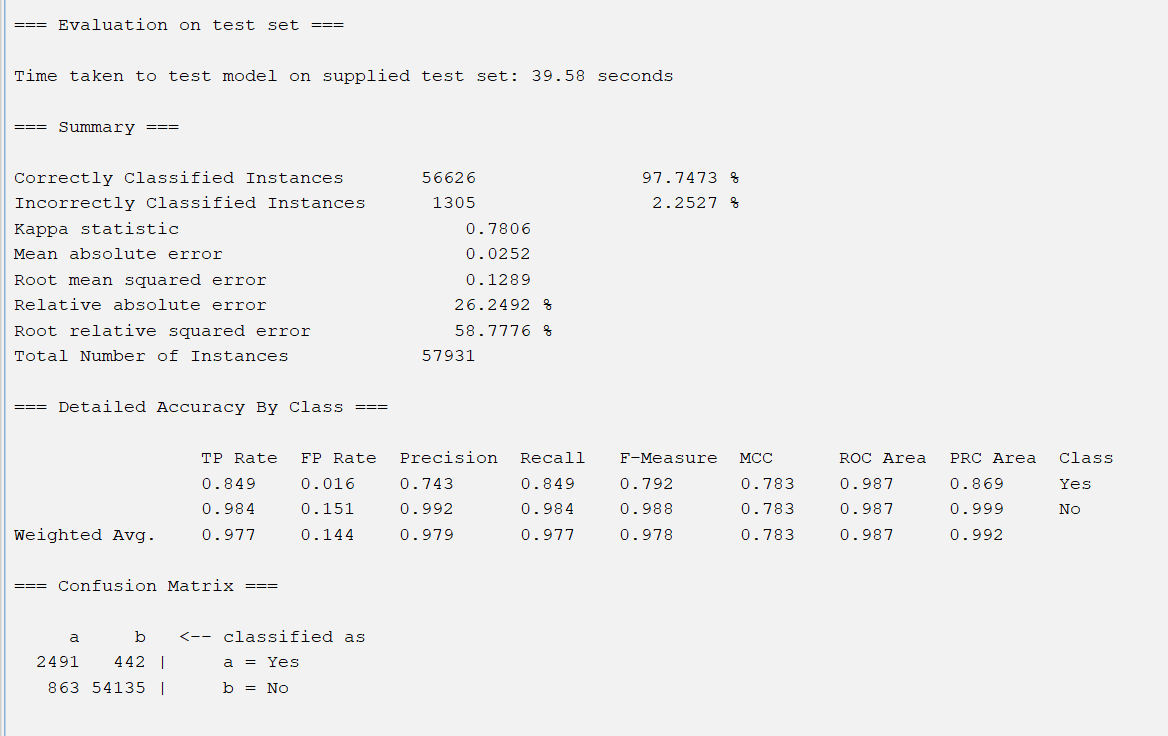 === Evaluation on test set ===
Time taken to test model on supplied test set: 39.58 seconds
=== Summary ===
Correctly Classified Instances 56626 97.7473 %
Incorrectly Classified Instances 1305 2.2527 %
Kappa statistic 0.7806
Mean absolute error 0.0252
Root mean squared error 0.1289
Relative absolute error 26.2492 %
Root relative squared error 58.7776 %
Total Number of Instances 57931
=== Detailed Accuracy By Class ===
TP Rate FP Rate Precision Recall F-Measure MCC ROC Area PRC Area Class
0.849 0.016 0.743 0.849 0.792 0.783 0.987 0.869 Yes
0.984 0.151 0.992 0.984 0.988 0.783 0.987 0.999 No
Weighted Avg. 0.977 0.144 0.979 0.977 0.978 0.783 0.987 0.992
=== Confusion Matrix ===
a b <-- classified as
2491 442 | a = Yes
863 54135 | b = No